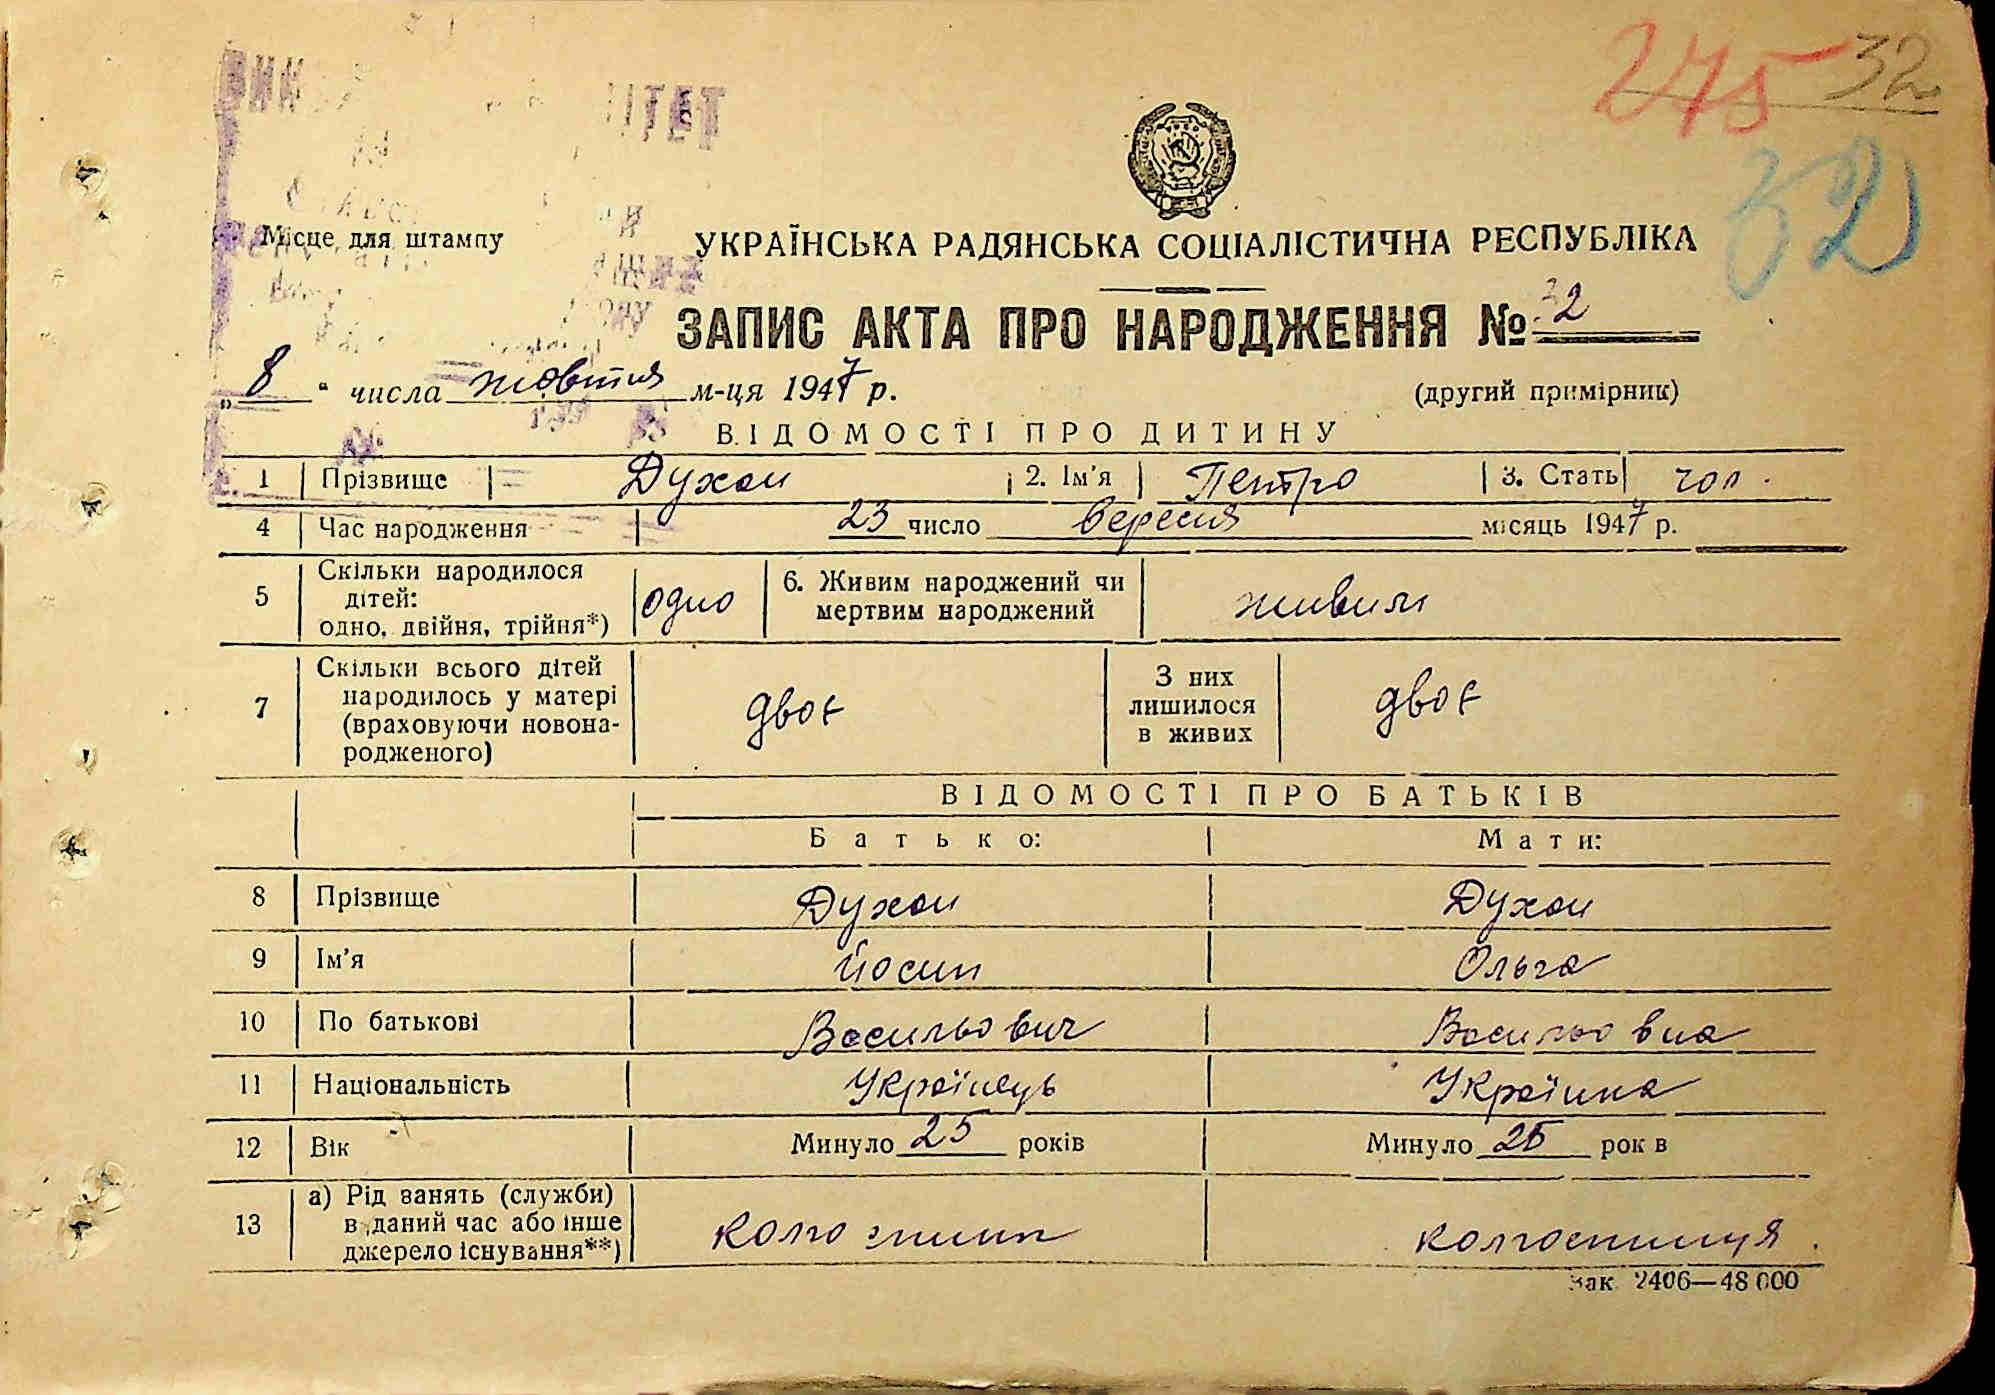 275 32
32
Місце для штампу
УКРАЇНСЬКА РАДЯНСЬКА СОЦІАЛІСТИЧНА РЕСПУБЛІКА
ЗАПИС АКТА ПРО НАРОДЖЕННЯ № 32
„8“ числа жовтня м-ця 1947 р. (другий примірник)
ВІДОМОСТІ ПРО ДИТИНУ
1 Прізвище Духон 2. Ім'я Петро 3. Стать чол.
4 Час народження 23 число вересня місяць 1947 р.
5 Скільки народилося дітей: одно, двійня, трійня*) одно 6. Живим народжений чи мертвим народжений живим
7 Скільки всього дітей народилось у матері (враховуючи новонародженого) двоє З них лишилося в живих двоє
ВІДОМОСТІ ПРО БАТЬКІВ
Батько: Мати:
8 Прізвище Духон Духон
9 Ім'я Йосип Ольга
10 По батькові Васильович Васильовна
11 Національність Українець Українка
12 Вік Минуло 25 років Минуло 25 рок в
13 а) Рід занять (служби) в даний час або інше джерело існування**) колгоспник колгоспниця.
Зак. 2406—48 000